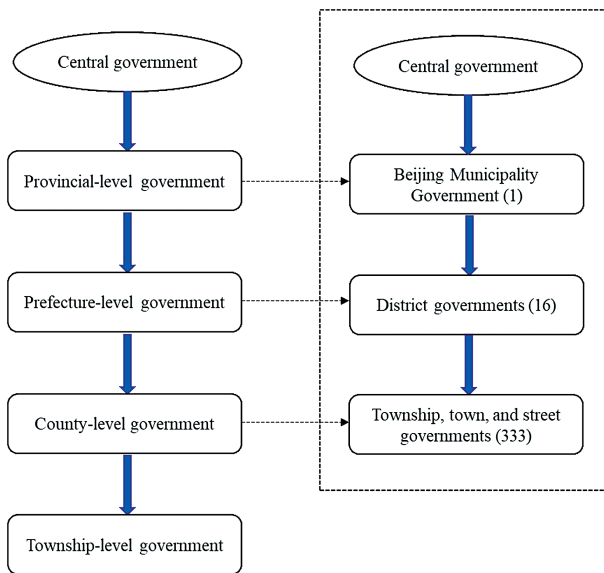 Central government
Provincial-level government
Prefecture-level government
County-level government
Township-level government
Central government
Beijing Municipality
Government (1)
District governments (16)
Township, town, and street
governments (333)